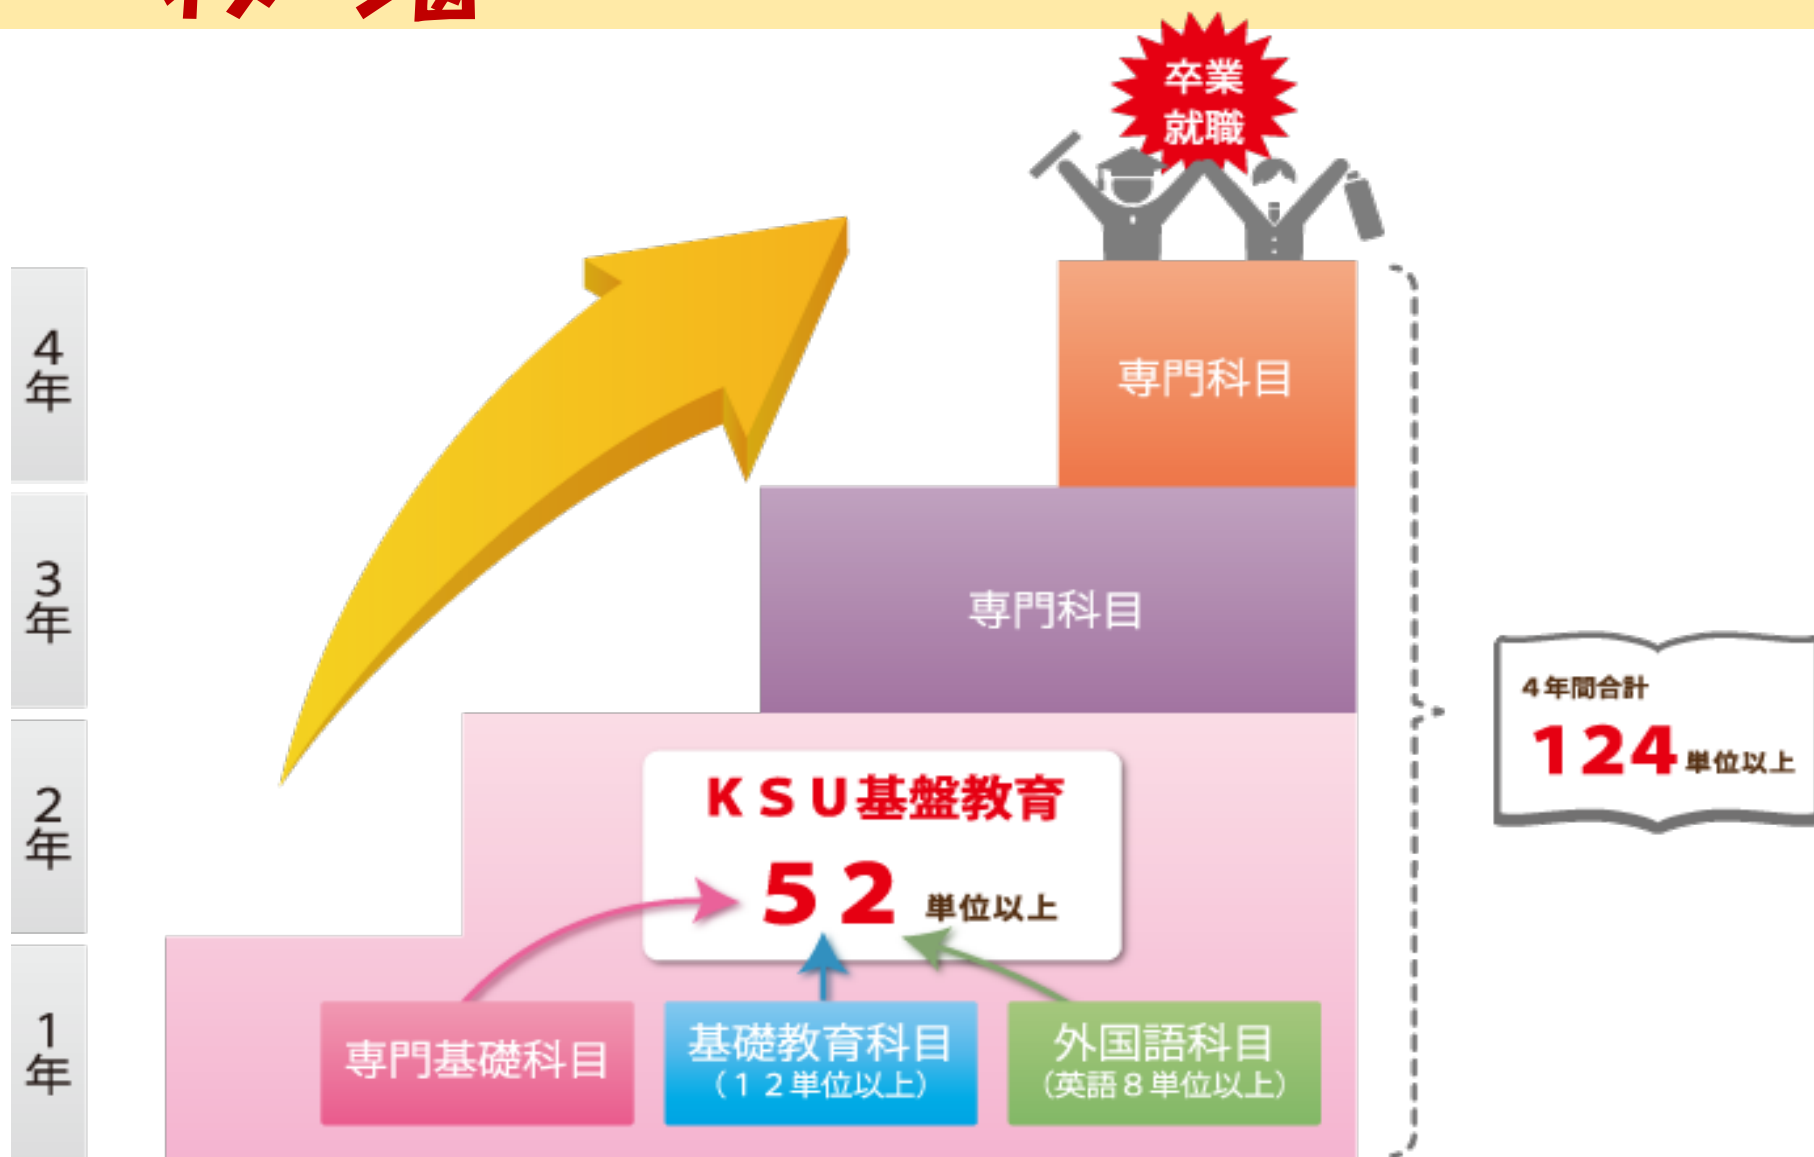 卒業
就職
4年
専門科目
3年
専門科目
4年間合計
124単位以上
2年
KSU基盤教育
52 単位以上
1年
専門基礎科目
基礎教育科目
(12単位以上)
外国語科目
(英語8単位以上)